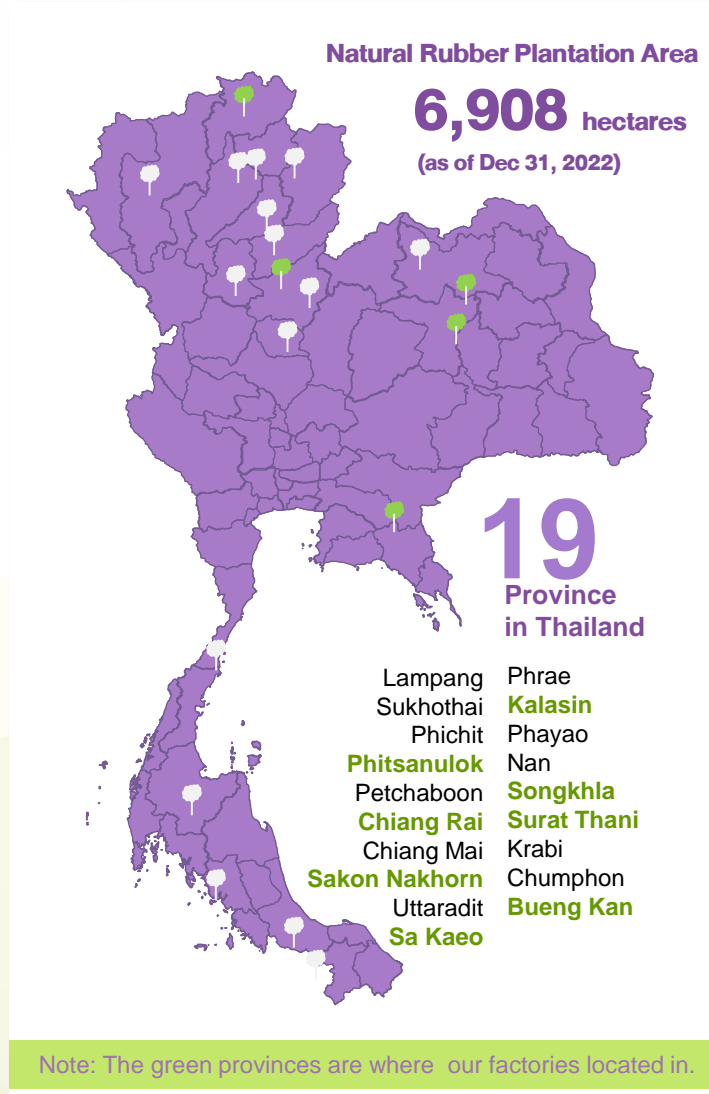 Natural Rubber Plantation Area
6,908 hectares
(as of Dec 31, 2022)
19
Province
in Thailand
Lampang
Sukhothai
Phichit
Phitsanulok
Petchaboon
Chiang Rai
Chiang Mai
Sakon Nakhorn
Uttaradit
Sa Kaeo
Phrae
Kalasin
Phayao
Nan
Songkhla
Surat Thani
Krabi
Chumphon
Bueng Kan
Note: The green provinces are where our factories located in.